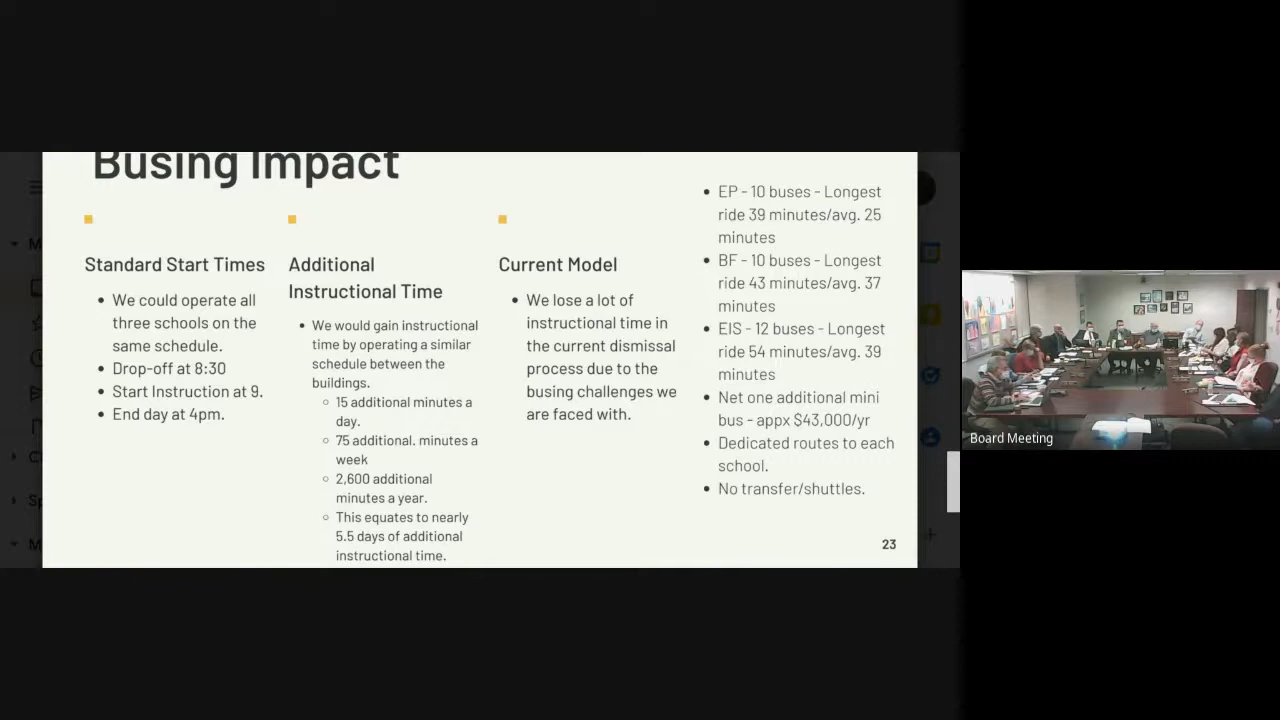 Busing Impact
Standard Start Times
We could operate all
three schools on the
same schedule.
Drop-off at 8:30
Start Instruction at 9.
End day at 4pm.
Additional
Instructional Time
We would gain instructional
time by operating a similar
schedule between the
buildings.
15 additional minutes a
day.
75 additional. minutes a
week
2,600 additional
minutes a year.
This equates to nearly
5.5 days of additional
instructional time.
Current Model
We lose a lot of
instructional time in
the current dismissal
process due to the
busing challenges we
are faced with.
EP - 10 buses - Longest
ride 39 minutes/avg. 25
minutes
BF - 10 buses - Longest
ride 43 minutes/avg. 37
minutes
EIS - 12 buses - Longest
ride 54 minutes/avg. 39
minutes
Net one additional mini
bus - appx $43,000/yr
Dedicated routes to each
school.
No transfer/shuttles.
23
Board Meeting